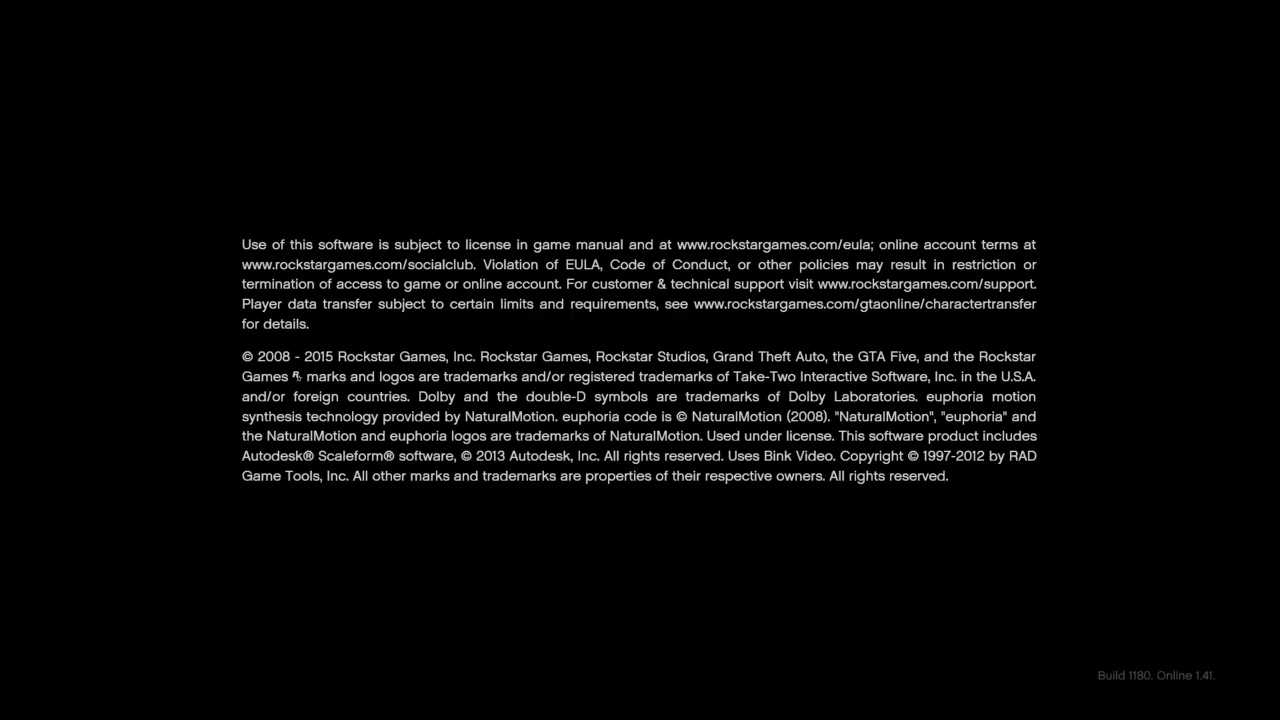 Use of this software is subject to license in game manual and at www.rockstargames.com/eula; online account terms at
www.rockstargames.com/socialclub. Violation of EULA, Code of Conduct, or other policies may result in restriction or
termination of access to game or online account. For customer & technical support visit www.rockstargames.com/support.
Player data transfer subject to certain limits and requirements, see www.rockstargames.com/gtaonline/charactertransfer
for details.
© 2008 - 2015 Rockstar Games, Inc. Rockstar Games, Rockstar Studios, Grand Theft Auto, the GTA Five, and the Rockstar
Games R* marks and logos are trademarks and/or registered trademarks of Take-Two Interactive Software, Inc. in the U.S.A.
and/or foreign countries. Dolby and the double-D symbols are trademarks of Dolby Laboratories. euphoria motion
synthesis technology provided by NaturalMotion. euphoria code is © NaturalMotion (2008). "NaturalMotion", "euphoria" and
the NaturalMotion and euphoria logos are trademarks of NaturalMotion. Used under license. This software product includes
Autodesk® Scaleform® software, © 2013 Autodesk, Inc. All rights reserved. Uses Bink Video. Copyright © 1997-2012 by RAD
Game Tools, Inc. All other marks and trademarks are properties of their respective owners. All rights reserved.
Build 1180. Online 1.41.